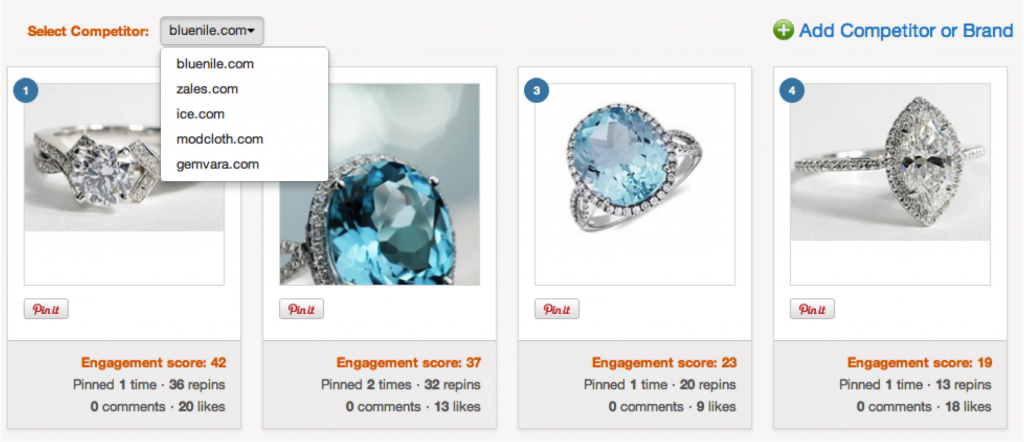 Select Competitor: bluenile.com
Add Competitor or Brand
bluenile.com
zales.com
ice.com
modcloth.com
gemvara.com
1
3
4
Pin it
Pin it
Pin it
Pin it
Engagement score: 42
Pinned 1 time · 36 repins
0 comments · 20 likes
Engagement score: 37
Pinned 2 times · 32 repins
0 comments · 13 likes
Engagement score: 23
Pinned 1 time · 20 repins
0 comments · 9 likes
Engagement score: 19
Pinned 1 time · 13 repins
0 comments · 18 likes